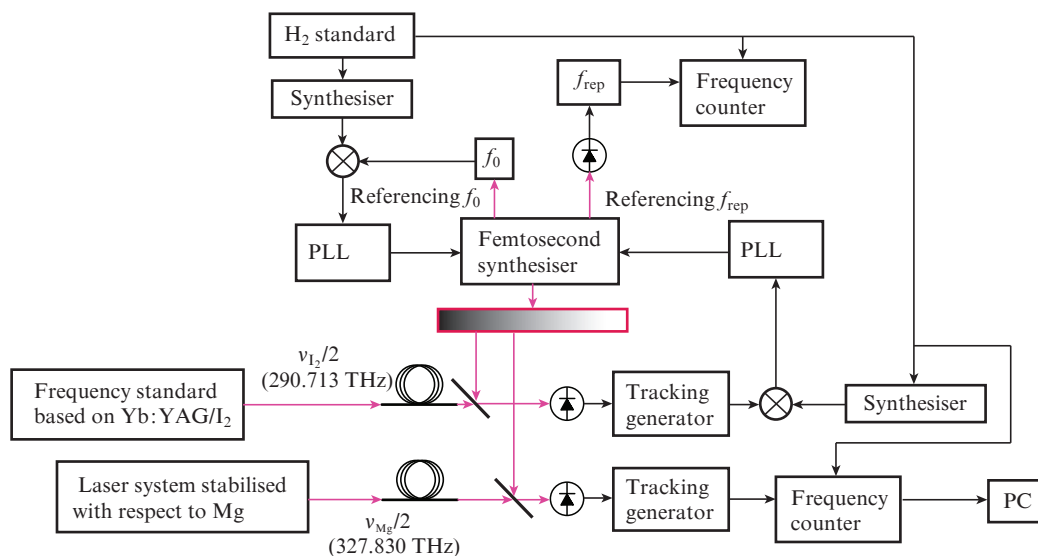 H₂ standard
Synthesiser
f₀
Referencing f₀
f_rep
Frequency
counter
Referencing f_rep
PLL
Femtosecond
synthesiser
PLL
ν_I₂/2
(290.713 THz)
Frequency standard
based on Yb:YAG/I₂
Tracking
generator
Synthesiser
Laser system stabilised
with respect to Mg
ν_Mg/2
(327.830 THz)
Tracking
generator
Frequency
counter
PC